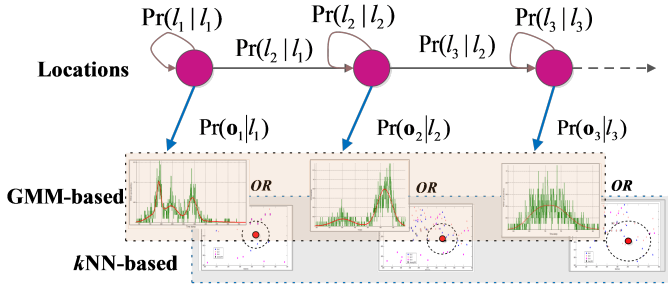 Pr(l₁ | l₁)
Pr(l₂ | l₂)
Pr(l₃ | l₃)
Pr(l₂ | l₁)
Pr(l₃ | l₂)
Locations
Pr(o₁|l₁)
Pr(o₂|l₂)
Pr(o₃|l₃)
GMM-based
OR
OR
OR
kNN-based